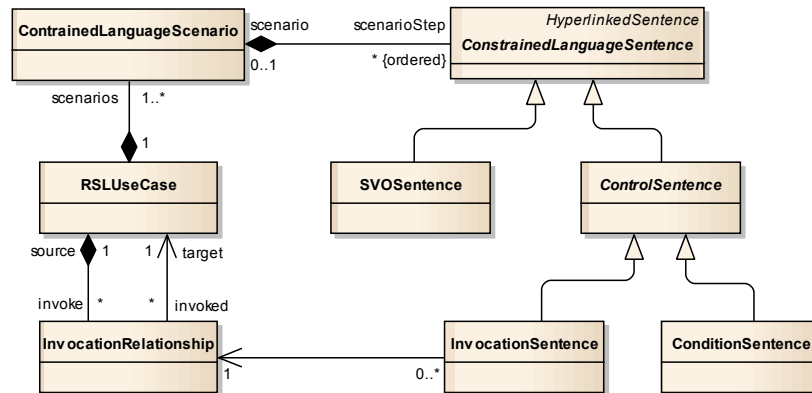 ContrainedLanguageScenario
scenario
scenarioStep
HyperlinkedSentence
ConstrainedLanguageSentence
0..1
* {ordered}
scenarios
1..*
1
RSLUseCase
SVOSentence
ControlSentence
source
1
1
target
invoke
*
*
invoked
InvocationRelationship
InvocationSentence
ConditionSentence
1
0..*